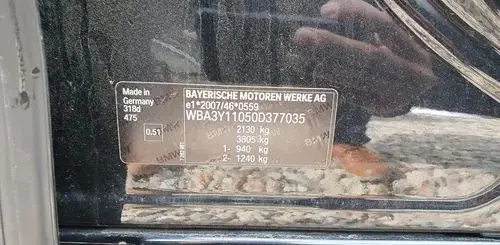 Made in
Germany
318d
475
0.51
BAYERISCHE MOTOREN WERKE AG
e1*2007/46*0559
WBA3Y11050D377035
2130 kg
3805 kg
1- 940 kg
2- 1240 kg